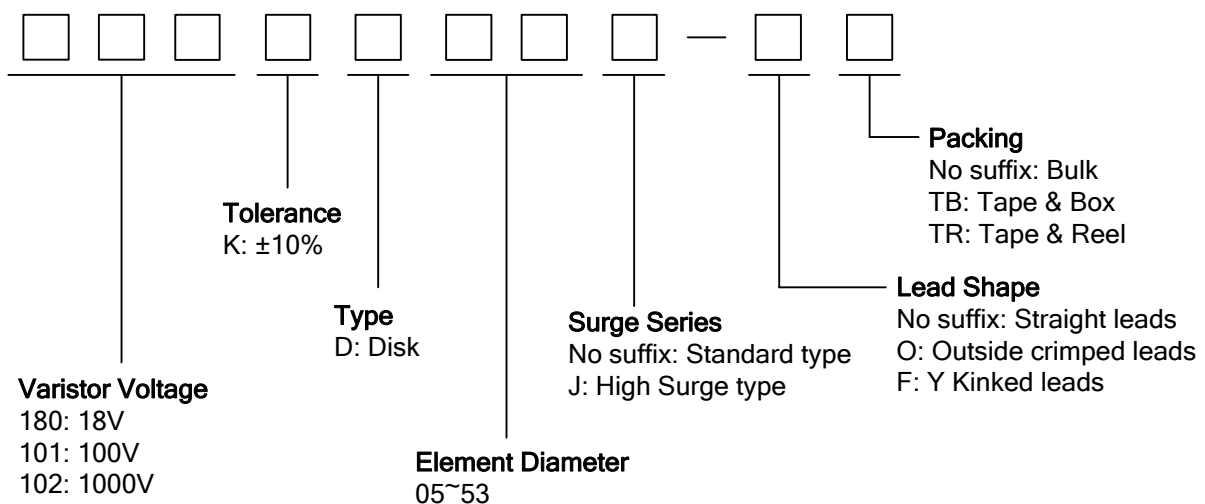 Packing
No suffix: Bulk
TB: Tape & Box
TR: Tape & Reel
Tolerance
K: ±10%
Lead Shape
No suffix: Straight leads
O: Outside crimped leads
F: Y Kinked leads
Type
D: Disk
Surge Series
No suffix: Standard type
J: High Surge type
Varistor Voltage
180: 18V
101: 100V
102: 1000V
Element Diameter
05~53